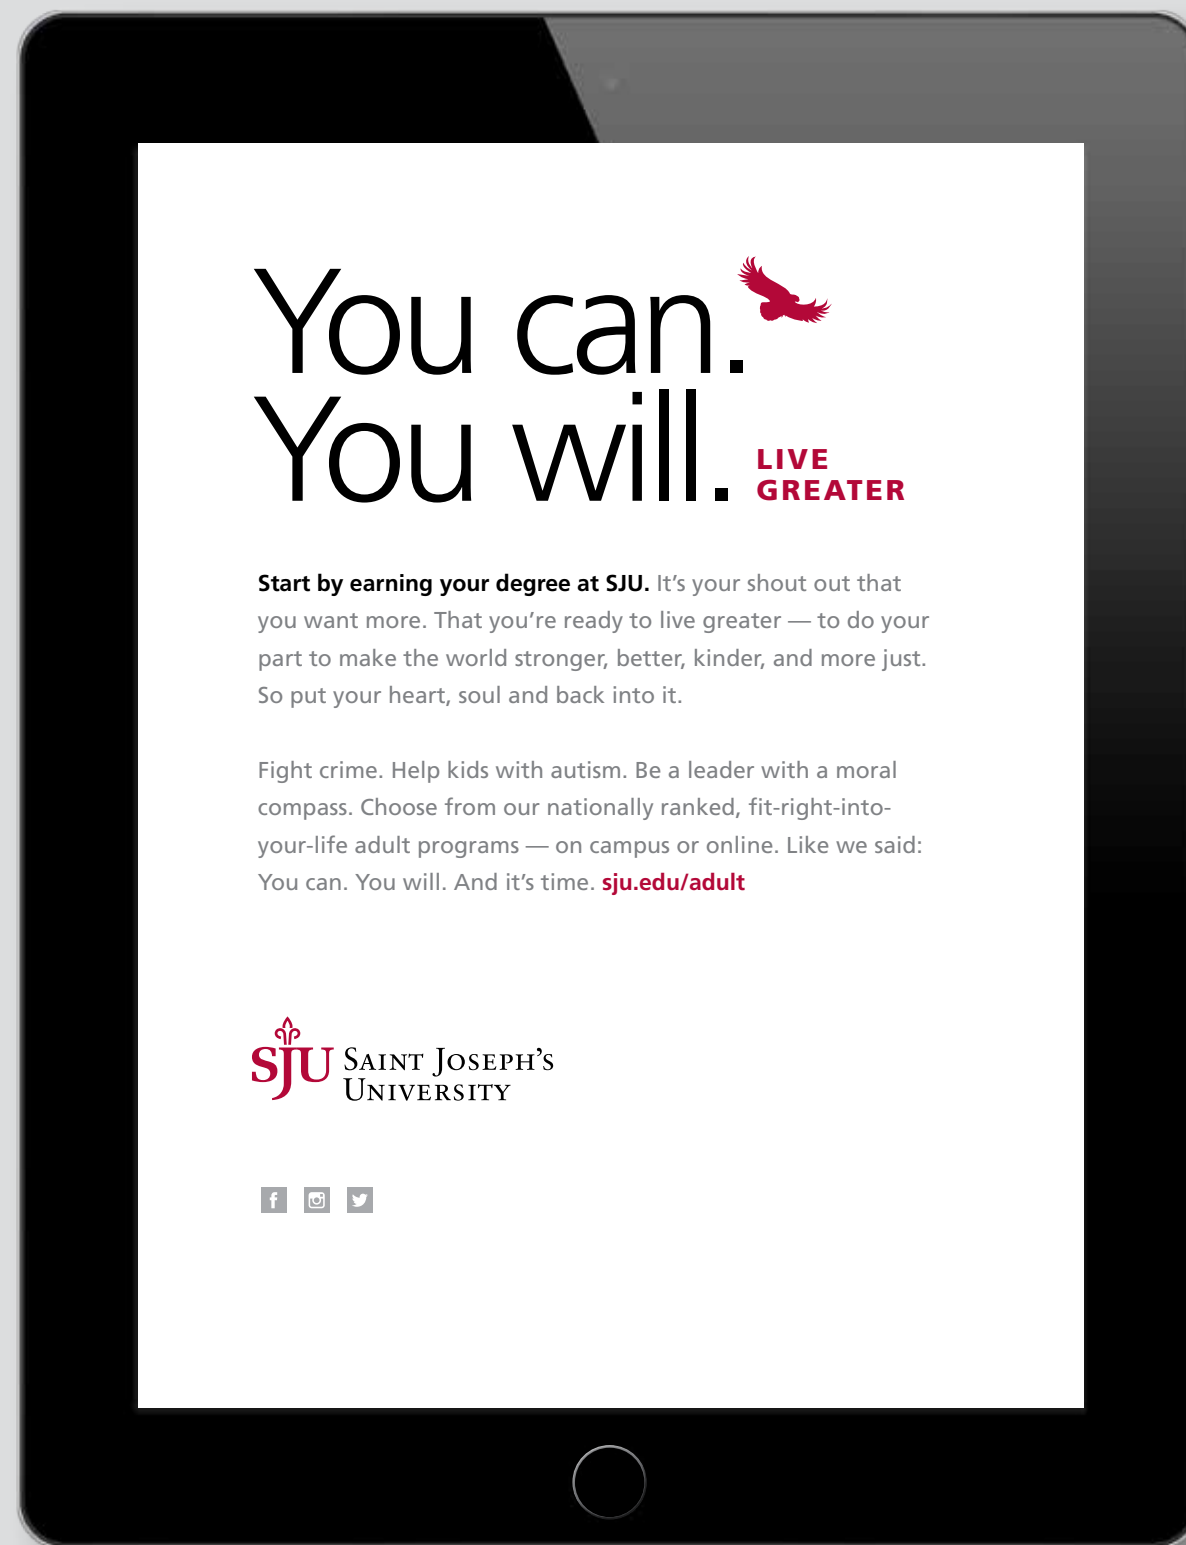 You can.
You will.
LIVE
GREATER
Start by earning your degree at SJU. It’s your shout out that
you want more. That you’re ready to live greater — to do your
part to make the world stronger, better, kinder, and more just.
So put your heart, soul and back into it.
Fight crime. Help kids with autism. Be a leader with a moral
compass. Choose from our nationally ranked, fit-right-into-
your-life adult programs — on campus or online. Like we said:
You can. You will. And it’s time. sju.edu/adult
SJU SAINT JOSEPH’S
UNIVERSITY